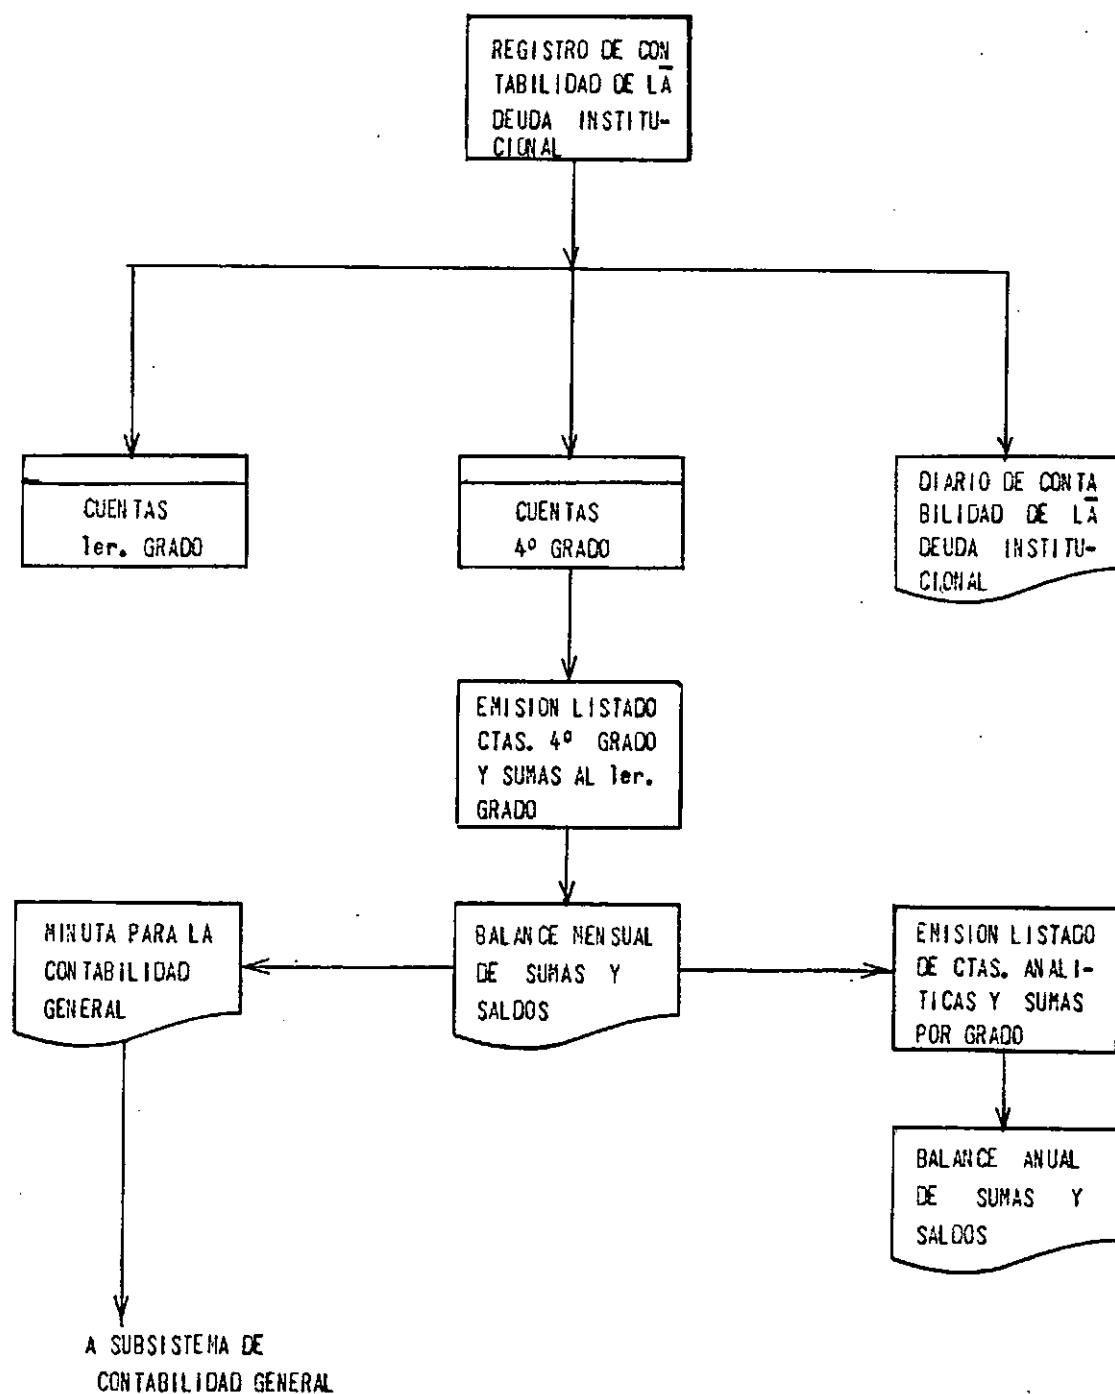 REGISTRO DE CON
TABILIDAD DE LA
DEUDA INSTITU-
CIONAL
CUENTAS
1er. GRADO
CUENTAS
4º GRADO
DIARIO DE CONTA
BILIDAD DE LA
DEUDA INSTITU-
CIONAL
EMISION LISTADO
CTAS. 4º GRADO
Y SUMAS AL 1er.
GRADO
MINUTA PARA LA
CONTABILIDAD
GENERAL
BALANCE MENSUAL
DE SUMAS Y
SALDOS
EMISION LISTADO
DE CTAS. ANALI-
TICAS Y SUMAS
POR GRADO
BALANCE ANUAL
DE SUMAS Y
SALDOS
A SUBSISTEMA DE
CONTABILIDAD GENERAL